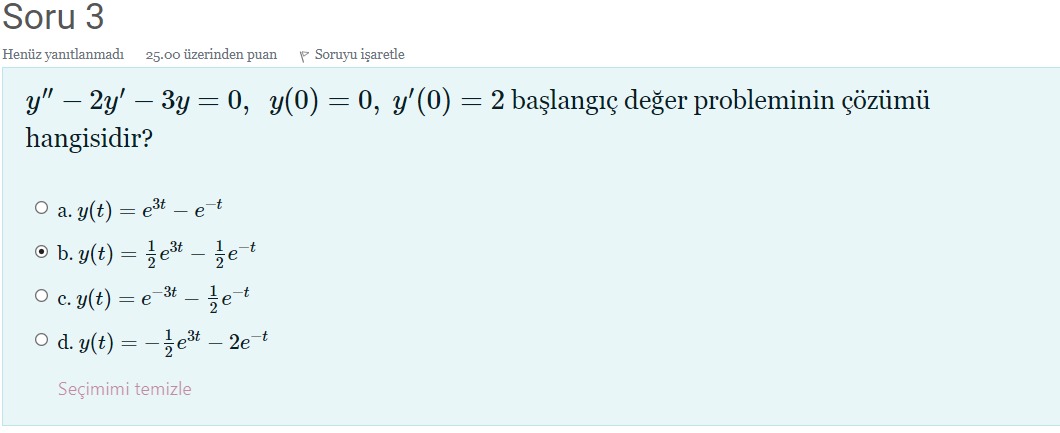 Soru 3
Henüz yanıtlanmadı 25.00 üzerinden puan Soruyu işaretle
y′′ − 2y′ − 3y = 0, y(0) = 0, y′(0) = 2 başlangıç değer probleminin çözümü
hangisidir?
a. y(t) = e^{3t} − e^{−t}
b. y(t) = \frac{1}{2}e^{3t} − \frac{1}{2}e^{−t}
c. y(t) = e^{−3t} − \frac{1}{2}e^{−t}
d. y(t) = −\frac{1}{2}e^{3t} − 2e^{−t}
Seçimimi temizle